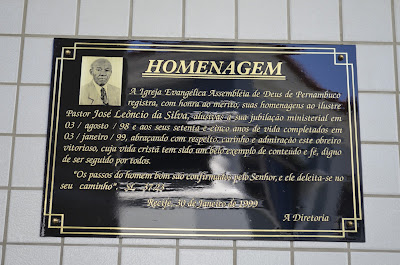 HOMENAGEM
A Igreja Evangélica Assembléia de Deus de Pernambuco
registra, com honra ao mérito, suas homenagens ao ilustre
Pastor José Leôncio da Silva, alusivas a sua jubilação ministerial em
03 / agosto / 98 e aos seus setenta e cinco anos de vida completados em
03 / janeiro / 99, abraçando com respeito, carinho e admiração este obreiro
vitorioso, cuja vida cristã tem sido um belo exemplo de conteúdo e fé, digno
de ser seguido por todos.
"Os passos do homem bom são confirmados pelo Senhor, e ele deleita-se no
seu caminho". SL 37.23
Recife, 30 de Janeiro de 1999
A Diretoria